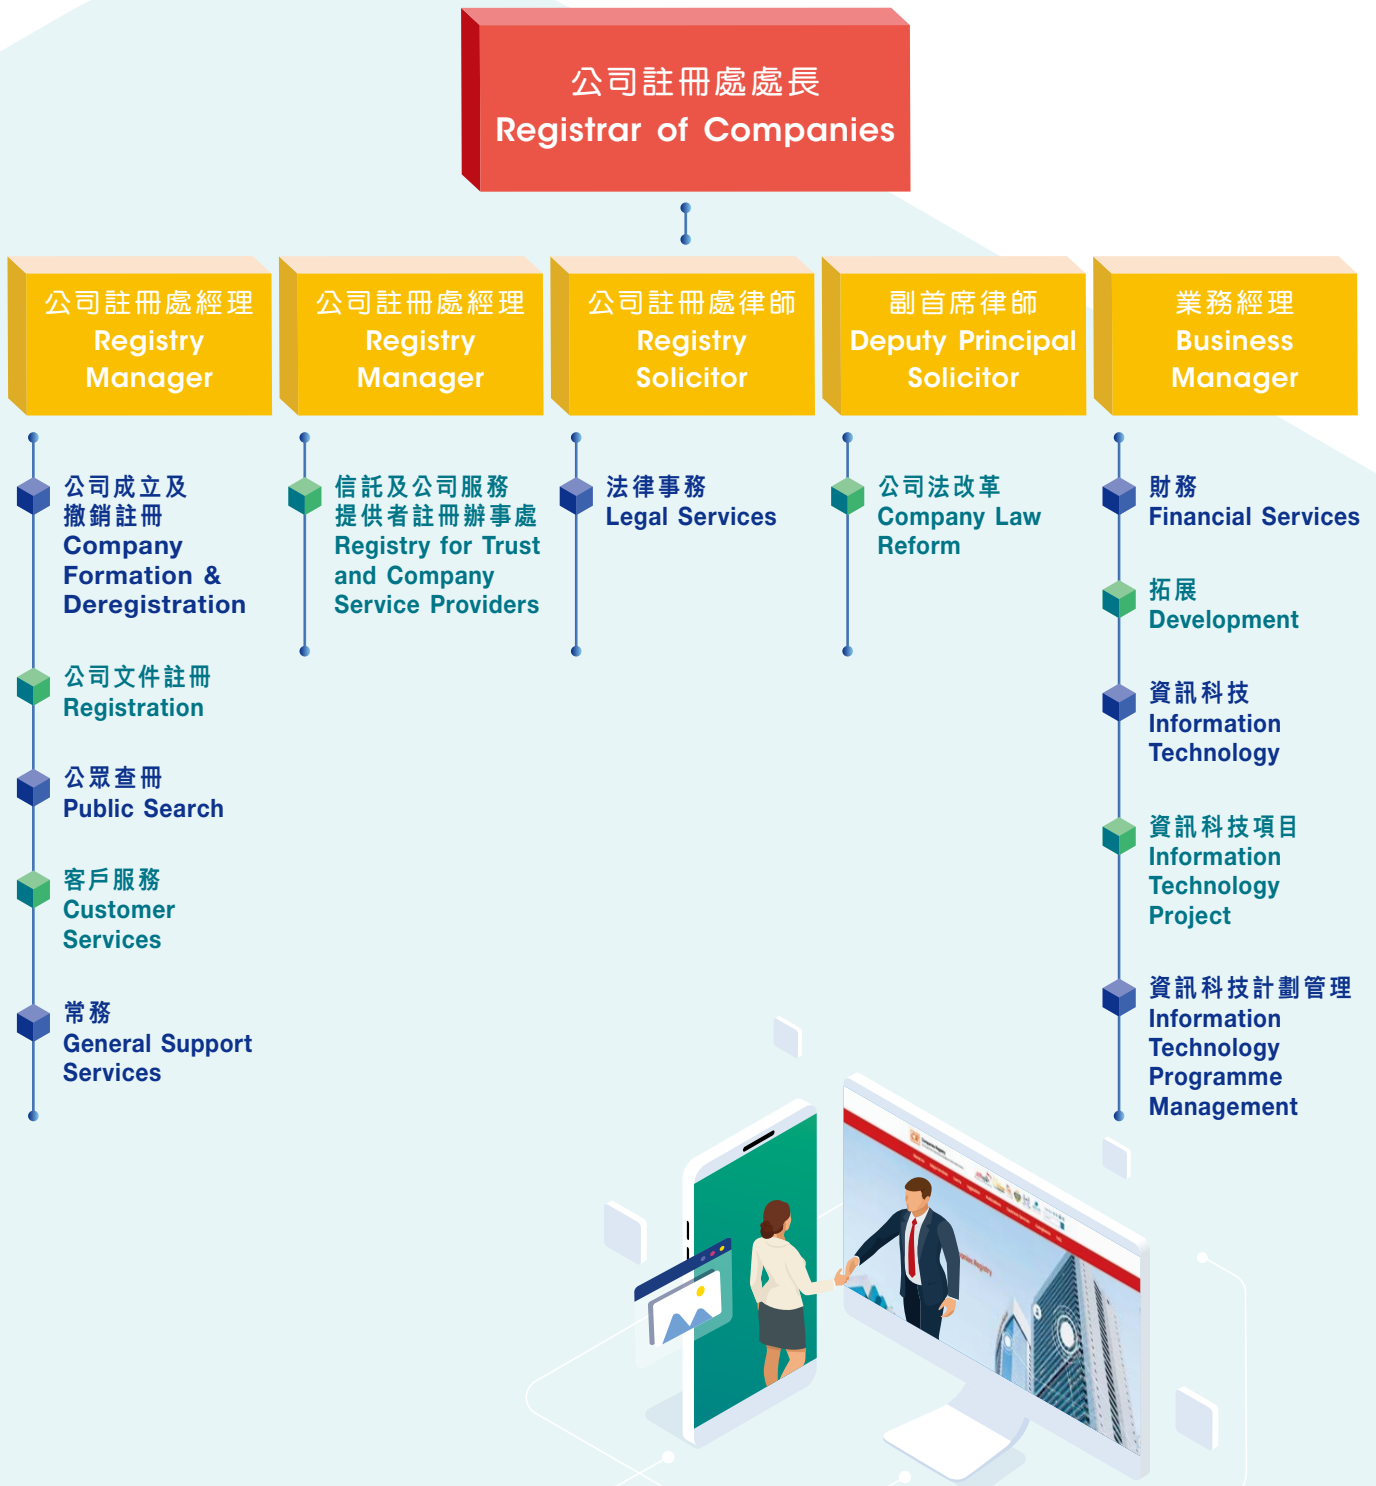 公司註冊處處長
Registrar of Companies
公司註冊處經理
Registry
Manager
公司成立及
撤銷註冊
Company
Formation &
Deregistration
公司文件註冊
Registration
公眾查冊
Public Search
客戶服務
Customer
Services
常務
General Support
Services
公司註冊處經理
Registry
Manager
信託及公司服務
提供者註冊辦事處
Registry for Trust
and Company
Service Providers
公司註冊處律師
Registry
Solicitor
法律事務
Legal Services
副首席律師
Deputy Principal
Solicitor
公司法改革
Company Law
Reform
業務經理
Business
Manager
財務
Financial Services
拓展
Development
資訊科技
Information
Technology
資訊科技項目
Information
Technology
Project
資訊科技計劃管理
Information
Technology
Programme
Management
Companies Registry